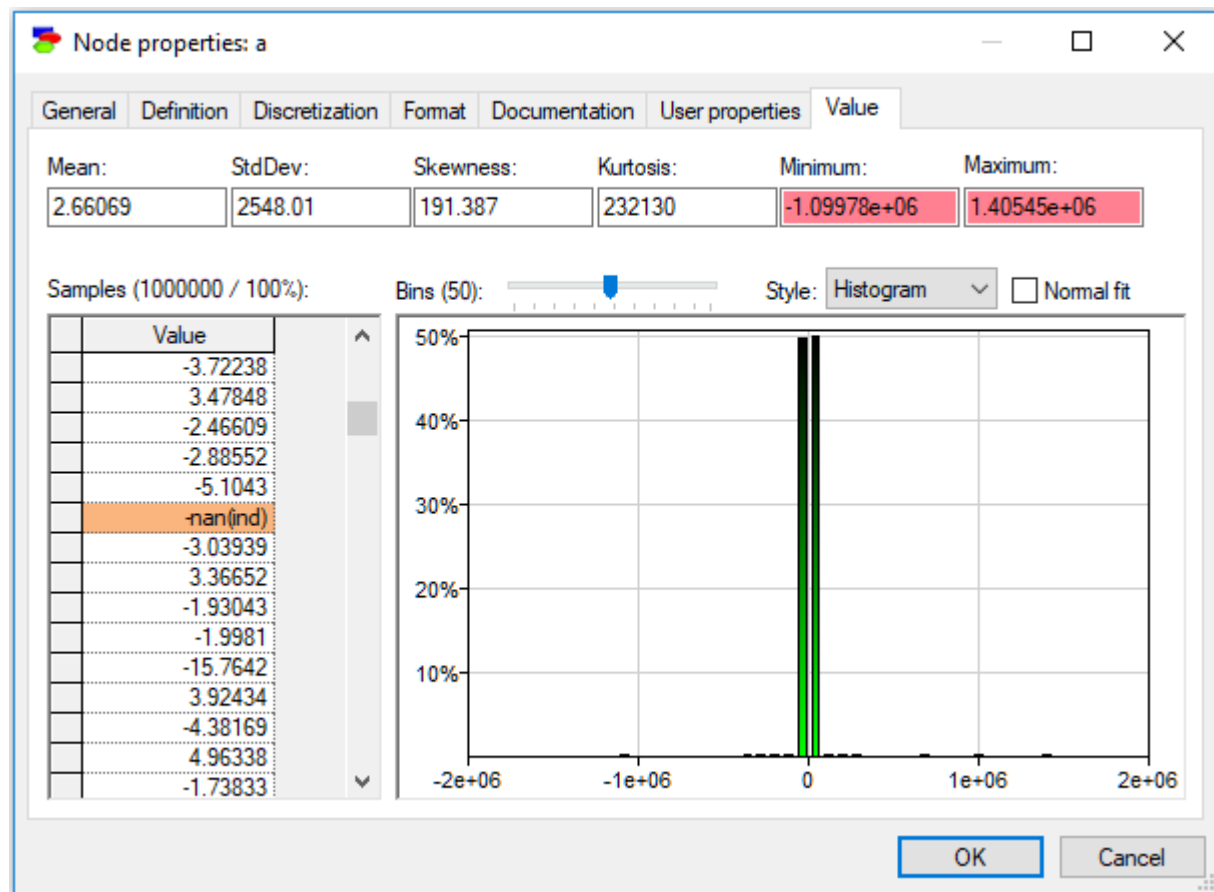 Node properties: a
General Definition Discretization Format Documentation User properties Value
Mean: StdDev: Skewness: Kurtosis: Minimum: Maximum:
2.66069 2548.01 191.387 232130 -1.09978e+06 1.40545e+06
Samples (1000000 / 100%): Bins (50): Style: Histogram Normal fit
Value
-3.72238
3.47848
-2.46609
-2.88552
-5.1043
-nan(ind)
-3.03939
3.36652
-1.93043
-1.9981
-15.7642
3.92434
-4.38169
4.96338
-1.73833
50%
40%
30%
20%
10%
-2e+06 -1e+06 0 1e+06 2e+06
OK Cancel